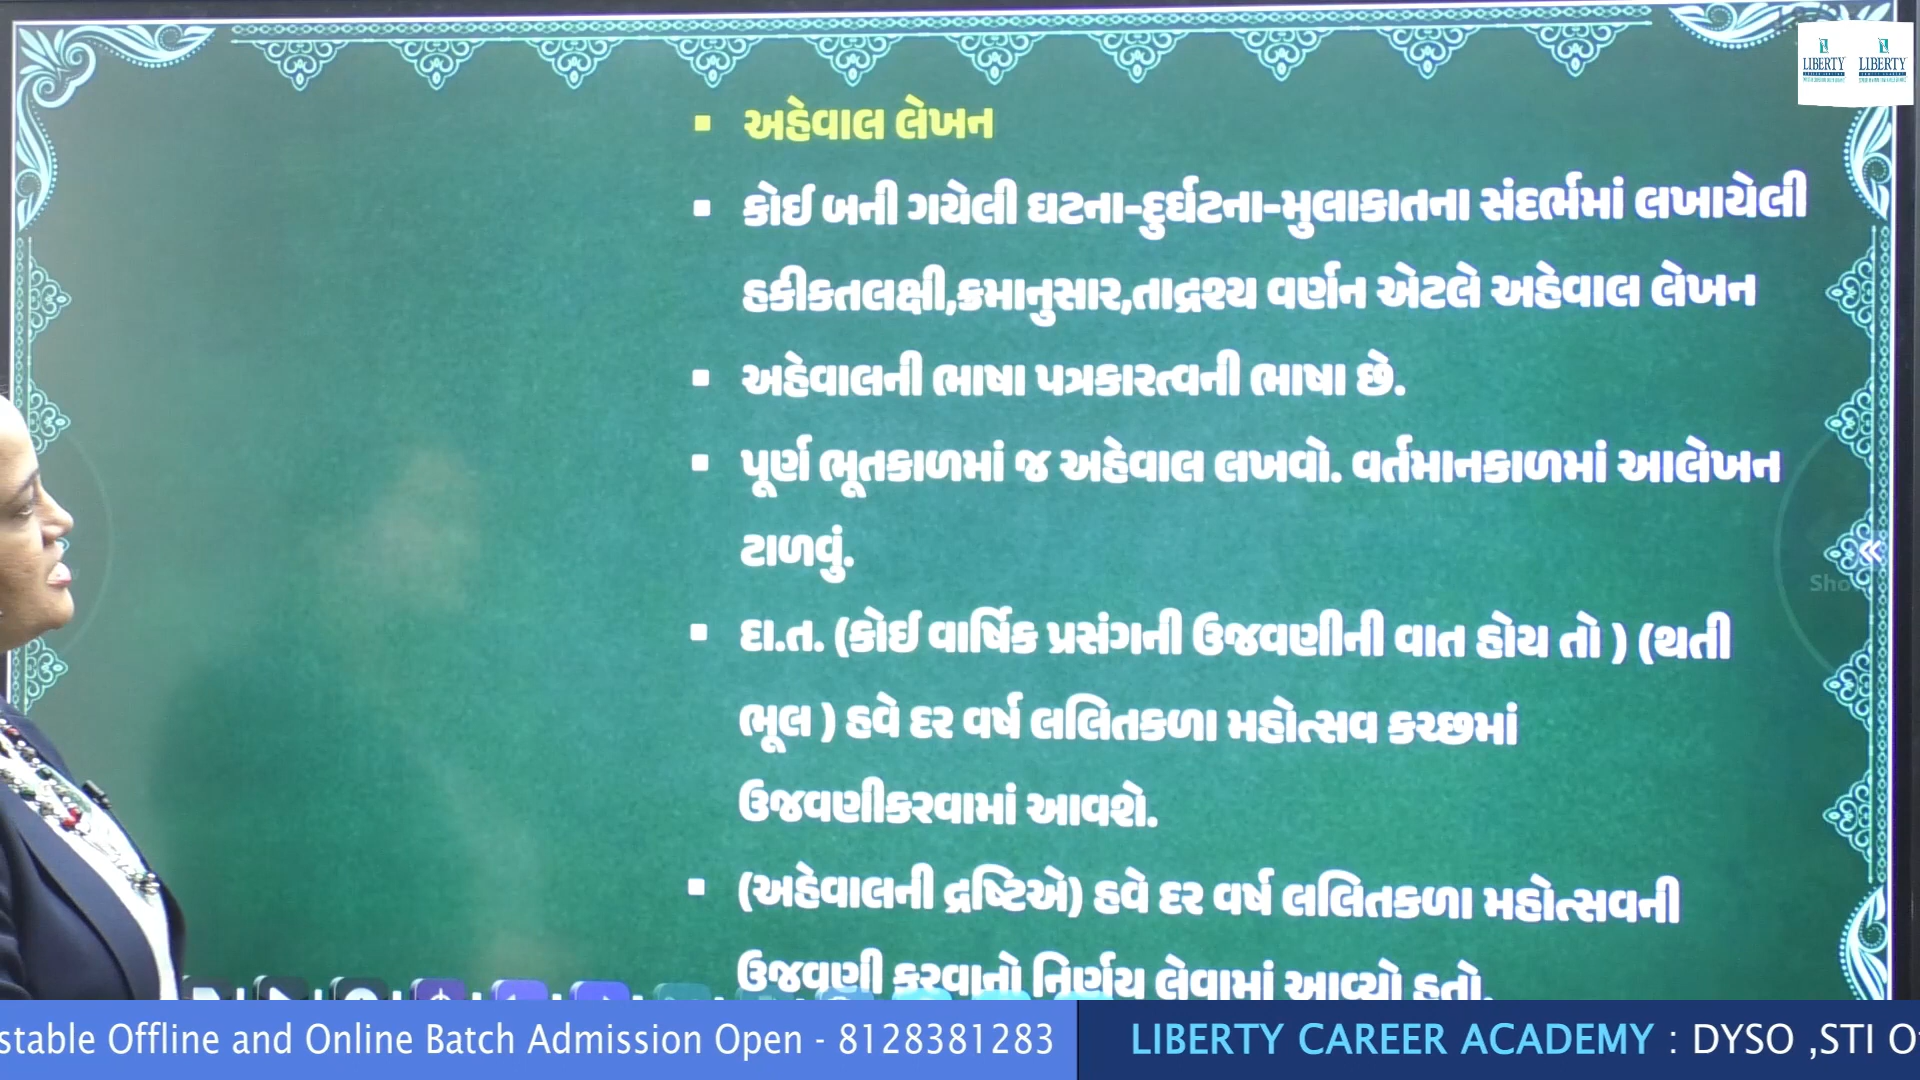 LIBERTY LIBERTY
અહેવાલ લેખન
કોઈ બની ગયેલી ઘટના-દુર્ઘટના-મુલાકાતના સંદર્ભમાં લખાયેલી
હકીકતલક્ષી,ક્રમાનુસાર,તાદ્રશ્ય વર્ણન એટલે અહેવાલ લેખન
અહેવાલની ભાષા પત્રકારત્વની ભાષા છે.
પૂર્ણ ભૂતકાળમાં જ અહેવાલ લખવો. વર્તમાનકાળમાં આલેખન
ટાળવું.
દા.ત. (કોઈ વાર્ષિક પ્રસંગની ઉજવણીની વાત હોય તો ) (થતી
ભૂલ ) હવે દર વર્ષ લલિતકળા મહોત્સવ કચ્છમાં
ઉજવણીકરવામાં આવશે.
(અહેવાલની દ્રષ્ટિએ) હવે દર વર્ષ લલિતકળા મહોત્સવની
ઉજવણી કરવાનો નિર્ણય લેવામાં આવ્યો હતો.
stable Offline and Online Batch Admission Open - 8128381283 LIBERTY CAREER ACADEMY : DYSO ,STI